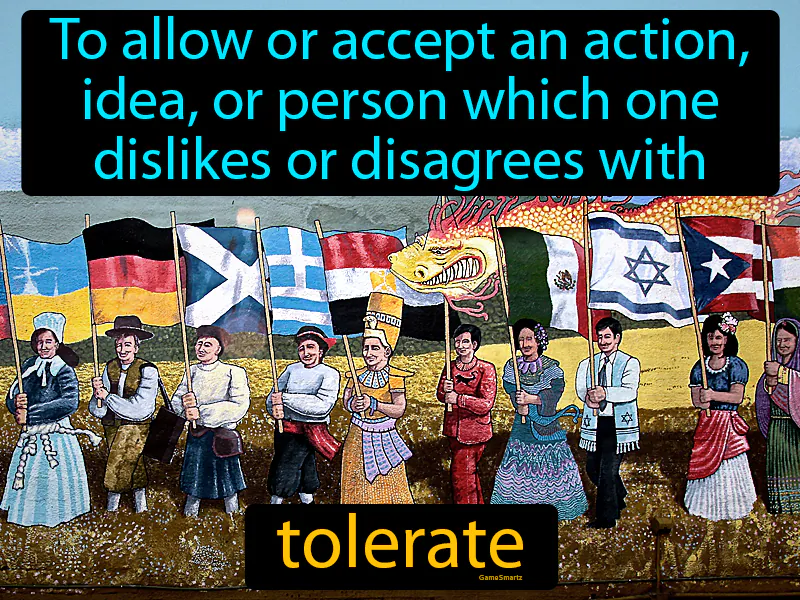 To allow or accept an action,
idea, or person which one
dislikes or disagrees with
tolerate
GameSmartz